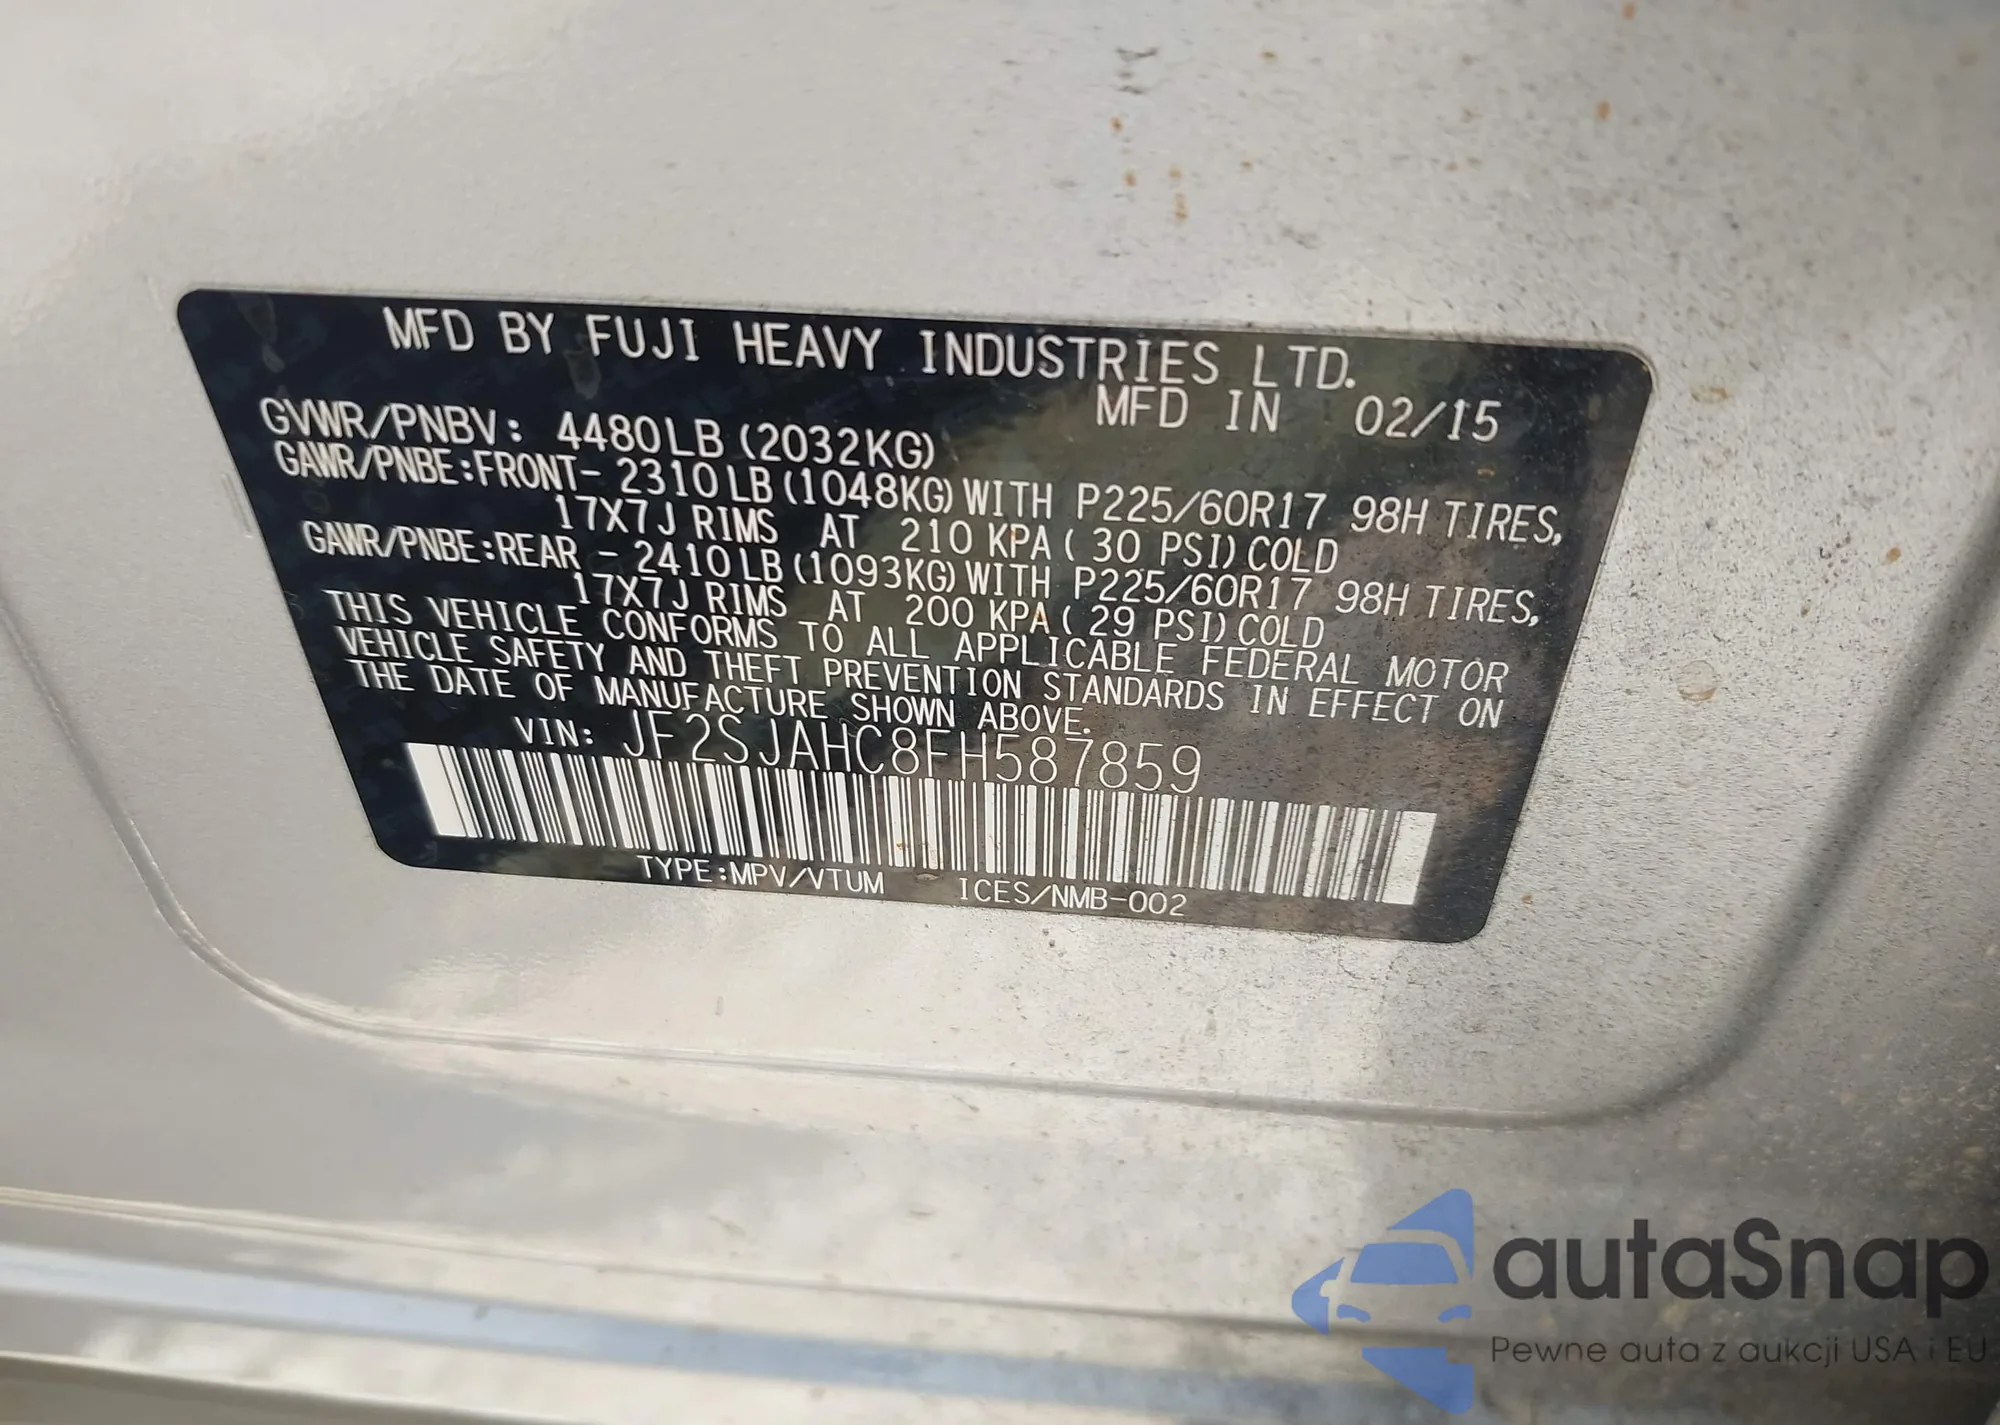 MFD BY FUJI HEAVY INDUSTRIES LTD.
MFD IN 02/15
GVWR/PNBV: 4480LB (2032KG)
GAWR/PNBE:FRONT- 2310LB (1048KG) WITH P225/60R17 98H TIRES,
17X7J RIMS AT 210 KPA ( 30 PSI) COLD
GAWR/PNBE:REAR - 2410LB (1093KG) WITH P225/60R17 98H TIRES,
17X7J RIMS AT 200 KPA ( 29 PSI) COLD
THIS VEHICLE CONFORMS TO ALL APPLICABLE FEDERAL MOTOR
VEHICLE SAFETY AND THEFT PREVENTION STANDARDS IN EFFECT ON
THE DATE OF MANUFACTURE SHOWN ABOVE.
VIN: JF2SJAHC8FH587859
TYPE:MPV/VTUM ICES/NMB-002
autaSnap
Pewne auta z aukcji USA i EU